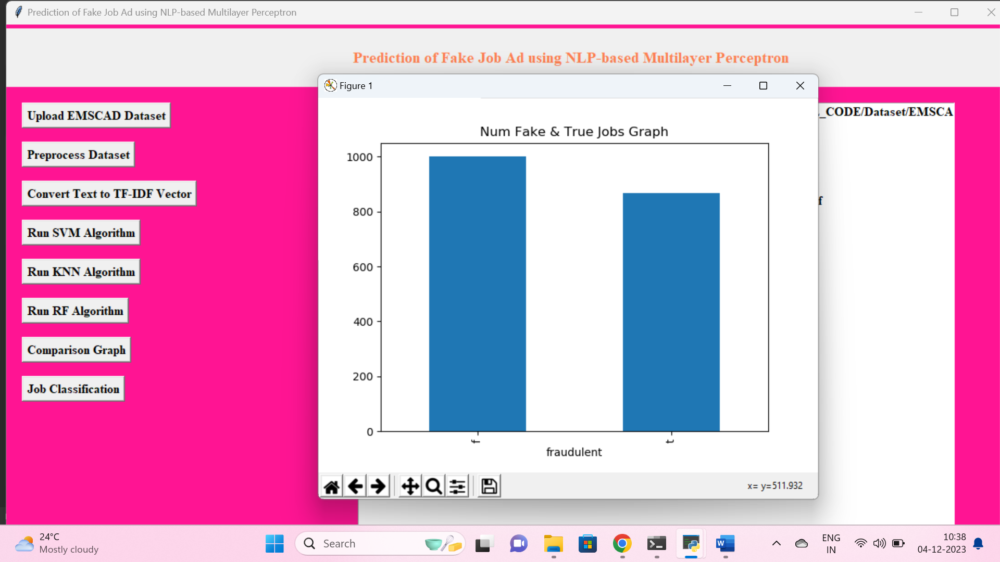 Prediction of Fake Job Ad using NLP-based Multilayer Perceptron
Prediction of Fake Job Ad using NLP-based Multilayer Perceptron
Upload EMSCAD Dataset
Preprocess Dataset
Convert Text to TF-IDF Vector
Run SVM Algorithm
Run KNN Algorithm
Run RF Algorithm
Comparison Graph
Job Classification
_CODE/Dataset/EMSCA
f
Figure 1
Num Fake & True Jobs Graph
1000
800
600
400
200
0
f
t
fraudulent
x= y=511.932
24°C
Mostly cloudy
Search
ENG
IN
10:38
04-12-2023